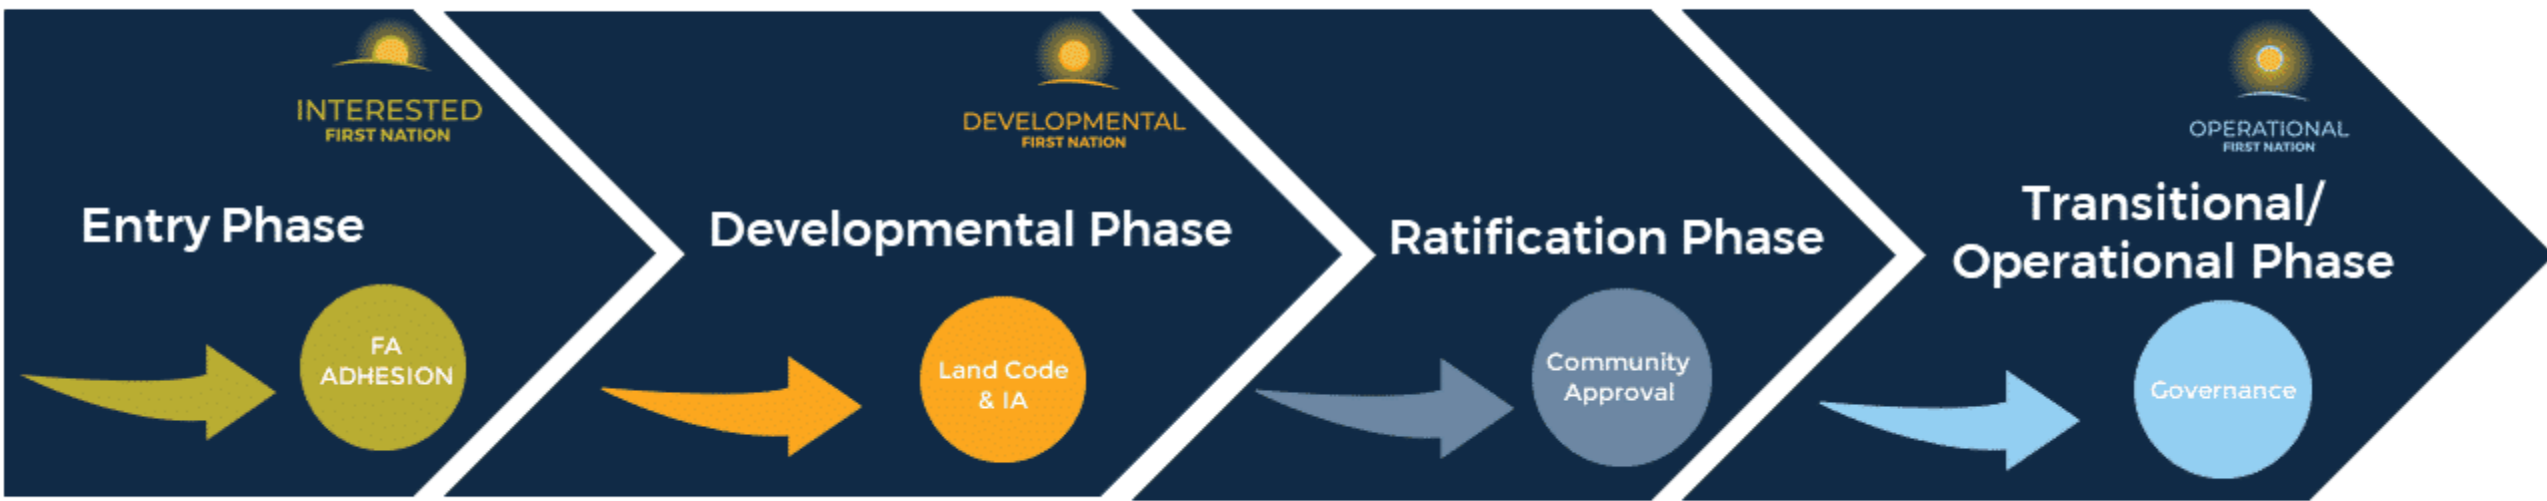 INTERESTED
FIRST NATION
Entry Phase
FA
ADHESION
DEVELOPMENTAL
FIRST NATION
Developmental Phase
Land Code
& IA
Ratification Phase
Community
Approval
OPERATIONAL
FIRST NATION
Transitional/
Operational Phase
Governance